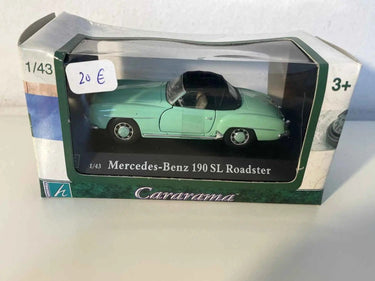 1/43
20 €
3+
1/43 Mercedes-Benz 190 SL Roadster
h
Cararama